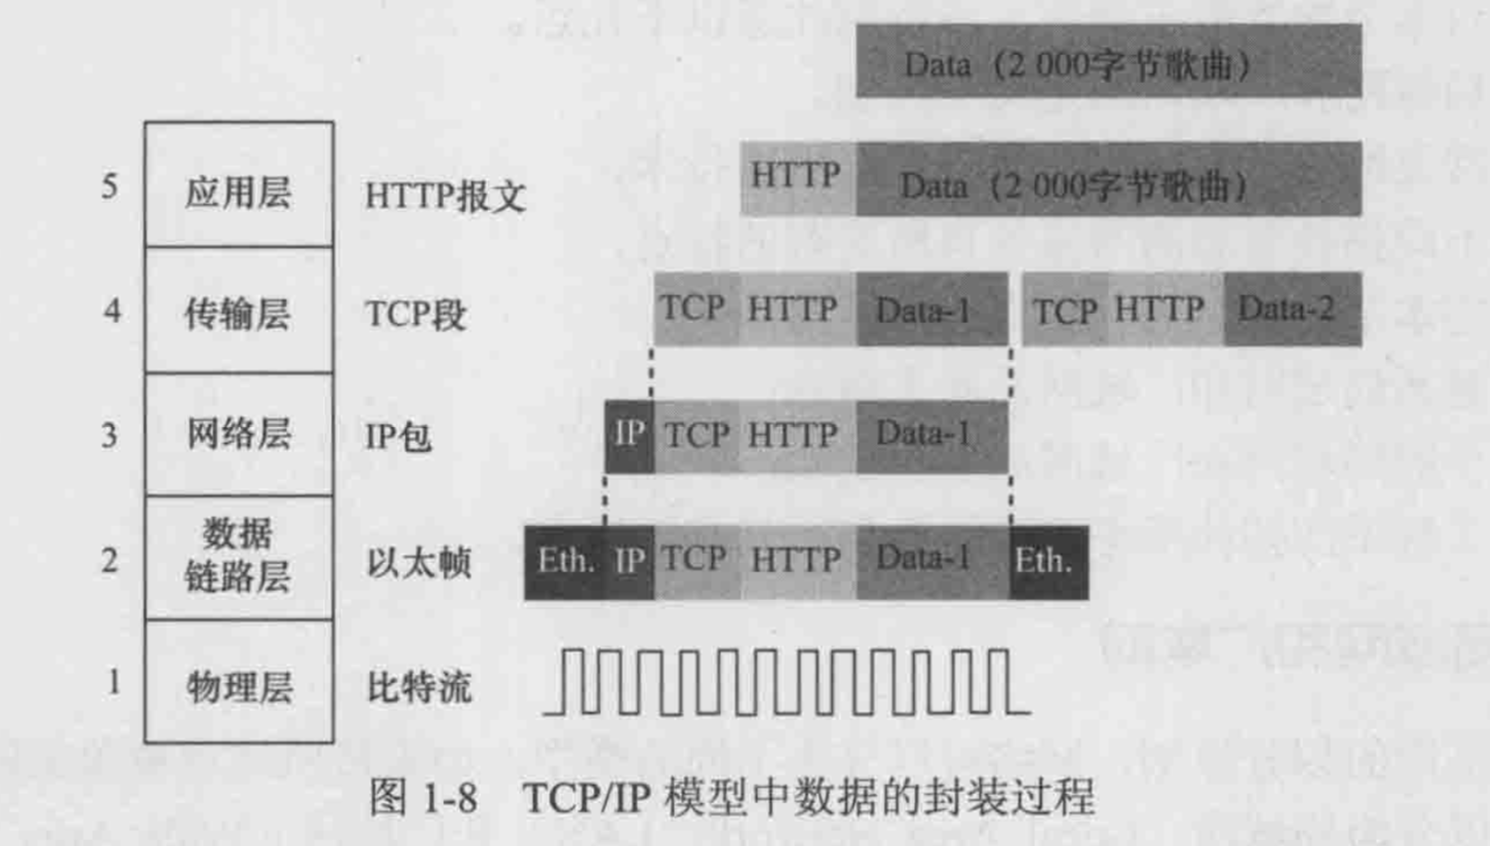 Data (2 000字节歌曲)
5 应用层 HTTP报文 HTTP Data (2 000字节歌曲)
4 传输层 TCP段 TCP HTTP Data-1 TCP HTTP Data-2
3 网络层 IP包 IP TCP HTTP Data-1
2 数据
链路层 以太帧 Eth. IP TCP HTTP Data-1 Eth.
1 物理层 比特流
图 1-8 TCP/IP 模型中数据的封装过程